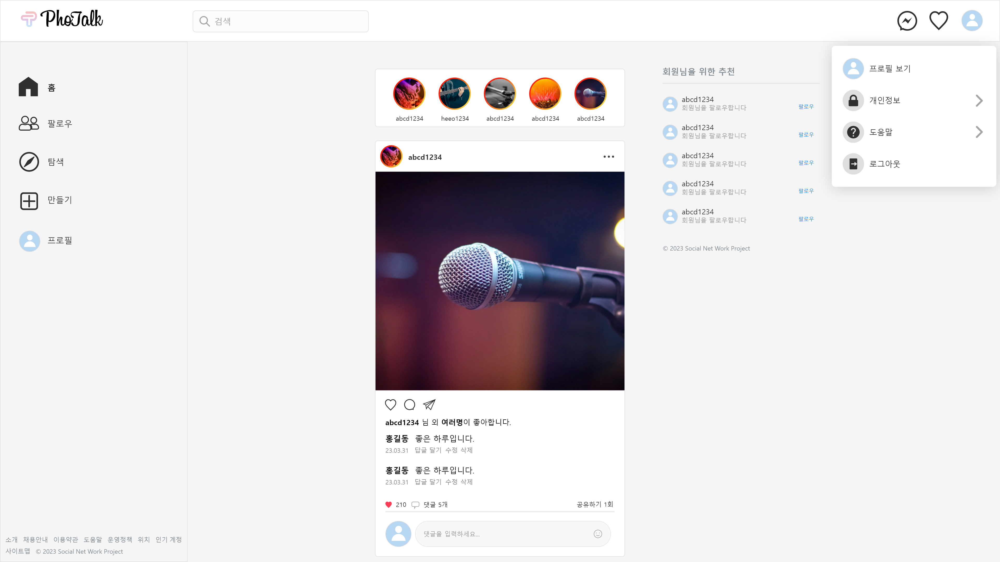 PhoTalk
검색
홈
팔로우
탐색
만들기
프로필
소개 채용안내 이용약관 도움말 운영정책 위치 인기 계정
사이트맵 © 2023 Social Net Work Project
abcd1234 heeo1234 abcd1234 abcd1234 abcd1234
abcd1234
SHURE
abcd1234 님 외 여러명이 좋아합니다.
홍길동 좋은 하루입니다.
23.03.31 답글 달기 수정 삭제
홍길동 좋은 하루입니다.
23.03.31 답글 달기 수정 삭제
210 댓글 5개 공유하기 1회
댓글을 입력하세요...
회원님을 위한 추천
abcd1234
회원님을 팔로우합니다 팔로우
abcd1234
회원님을 팔로우합니다 팔로우
abcd1234
회원님을 팔로우합니다 팔로우
abcd1234
회원님을 팔로우합니다 팔로우
abcd1234
회원님을 팔로우합니다 팔로우
© 2023 Social Net Work Project
프로필 보기
개인정보
도움말
로그아웃